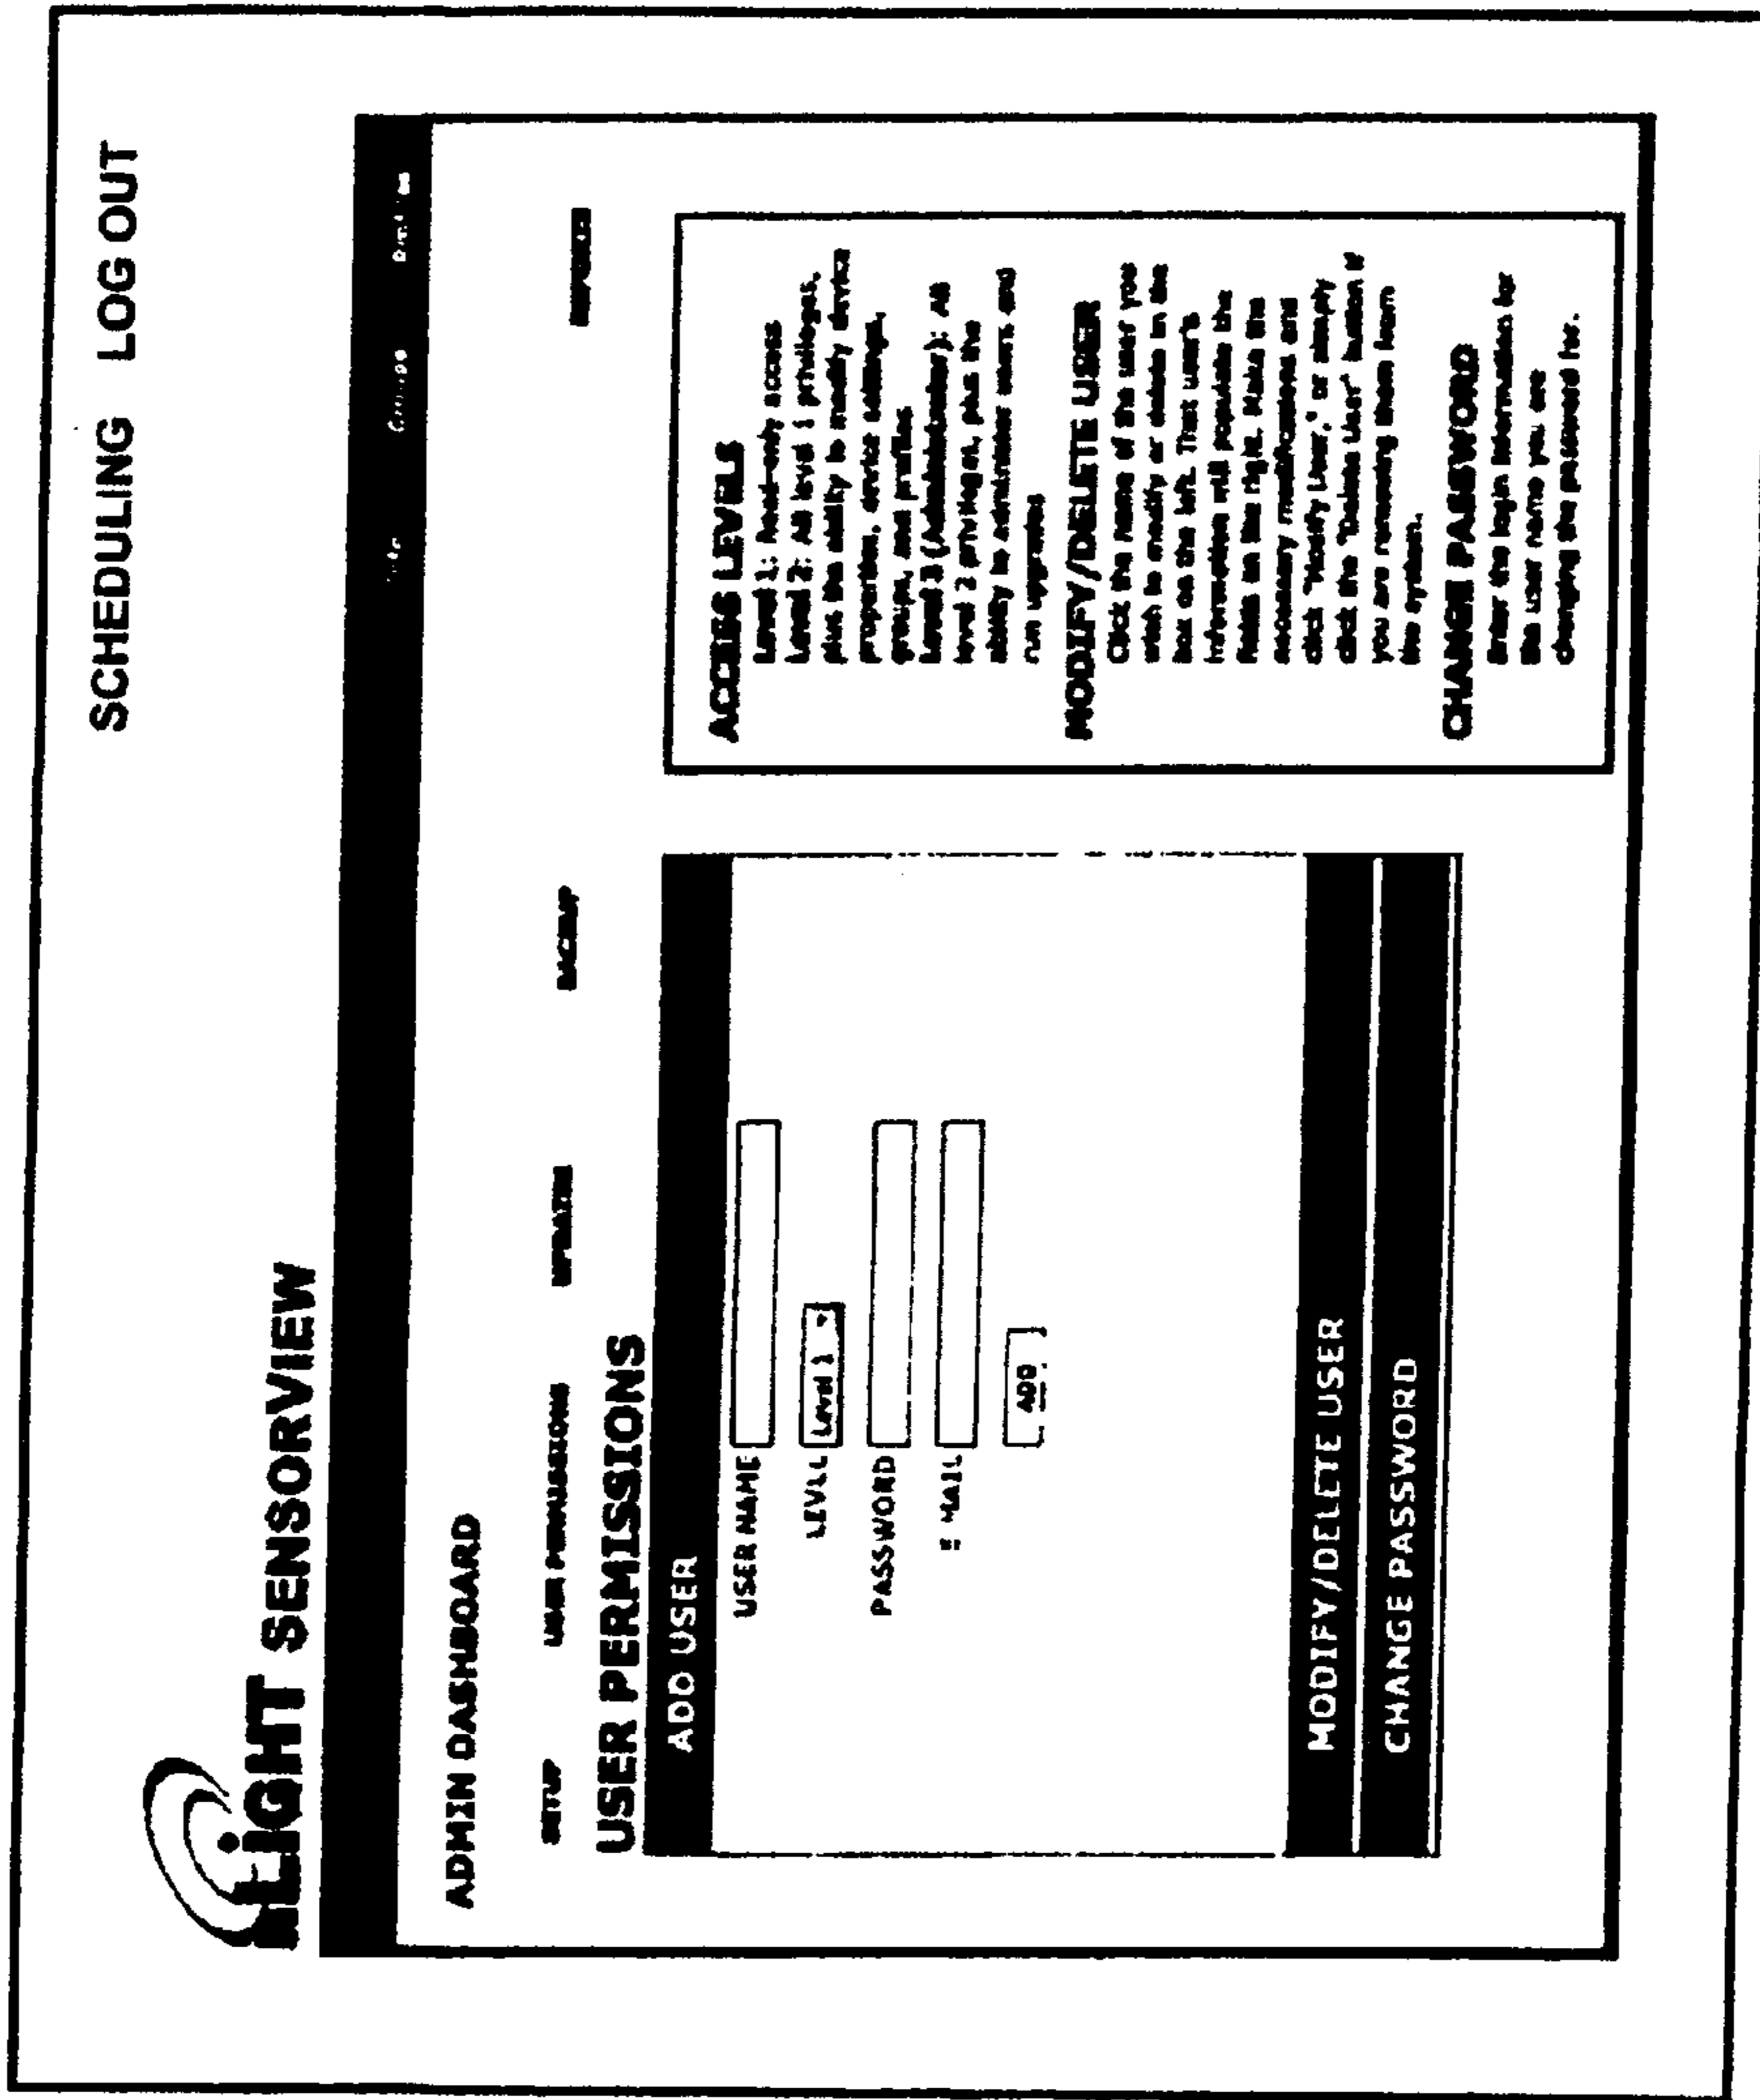 SCHEDULING LOG OUT
nLIGHT SENSORVIEW
Groups
ADMIN DASHBOARD
SETUP USER PERMISSIONS UPDATE
USER PERMISSIONS
ADD USER
USER NAME
LEVEL Level 1
PASSWORD
E MAIL
ADD
MODIFY/DELETE USER
CHANGE PASSWORD
ACCESS LEVELS
Level 1: Read-only access
Level 2: All level 1 privileges,
plus the ability to modify device
properties, device settings,
groups, and profiles
Level 3 (Administrator): All
level 2 privileges, plus the
ability to administer users and
run upgrades
MODIFY/DELETE USER
Click the name of the user you
wish to modify or delete in the
box on the left. That user's
information will populate the
fields on the right. Make the
necessary modifications and
click "Modify User," or simply
click the "Delete User" button if
you are removing them from
the system.
CHANGE PASSWORD
Enter the login information for
the user name you are
changing the password for.